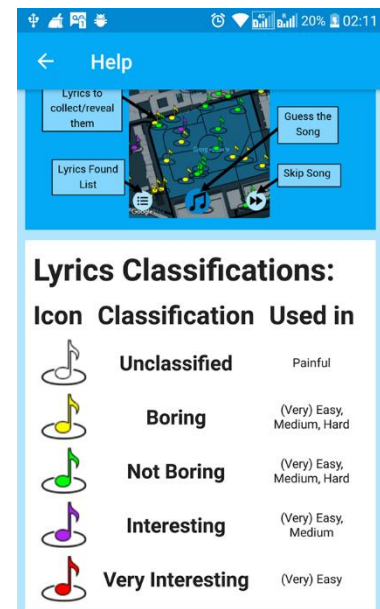 20% 02:11
Help
Lyrics to
collect/reveal
them
Guess the
Song
Lyrics Found
List
Skip Song
Google
Lyrics Classifications:
Icon Classification Used in
Unclassified Painful
Boring (Very) Easy,
Medium, Hard
Not Boring (Very) Easy,
Medium, Hard
Interesting (Very) Easy,
Medium
Very Interesting (Very) Easy